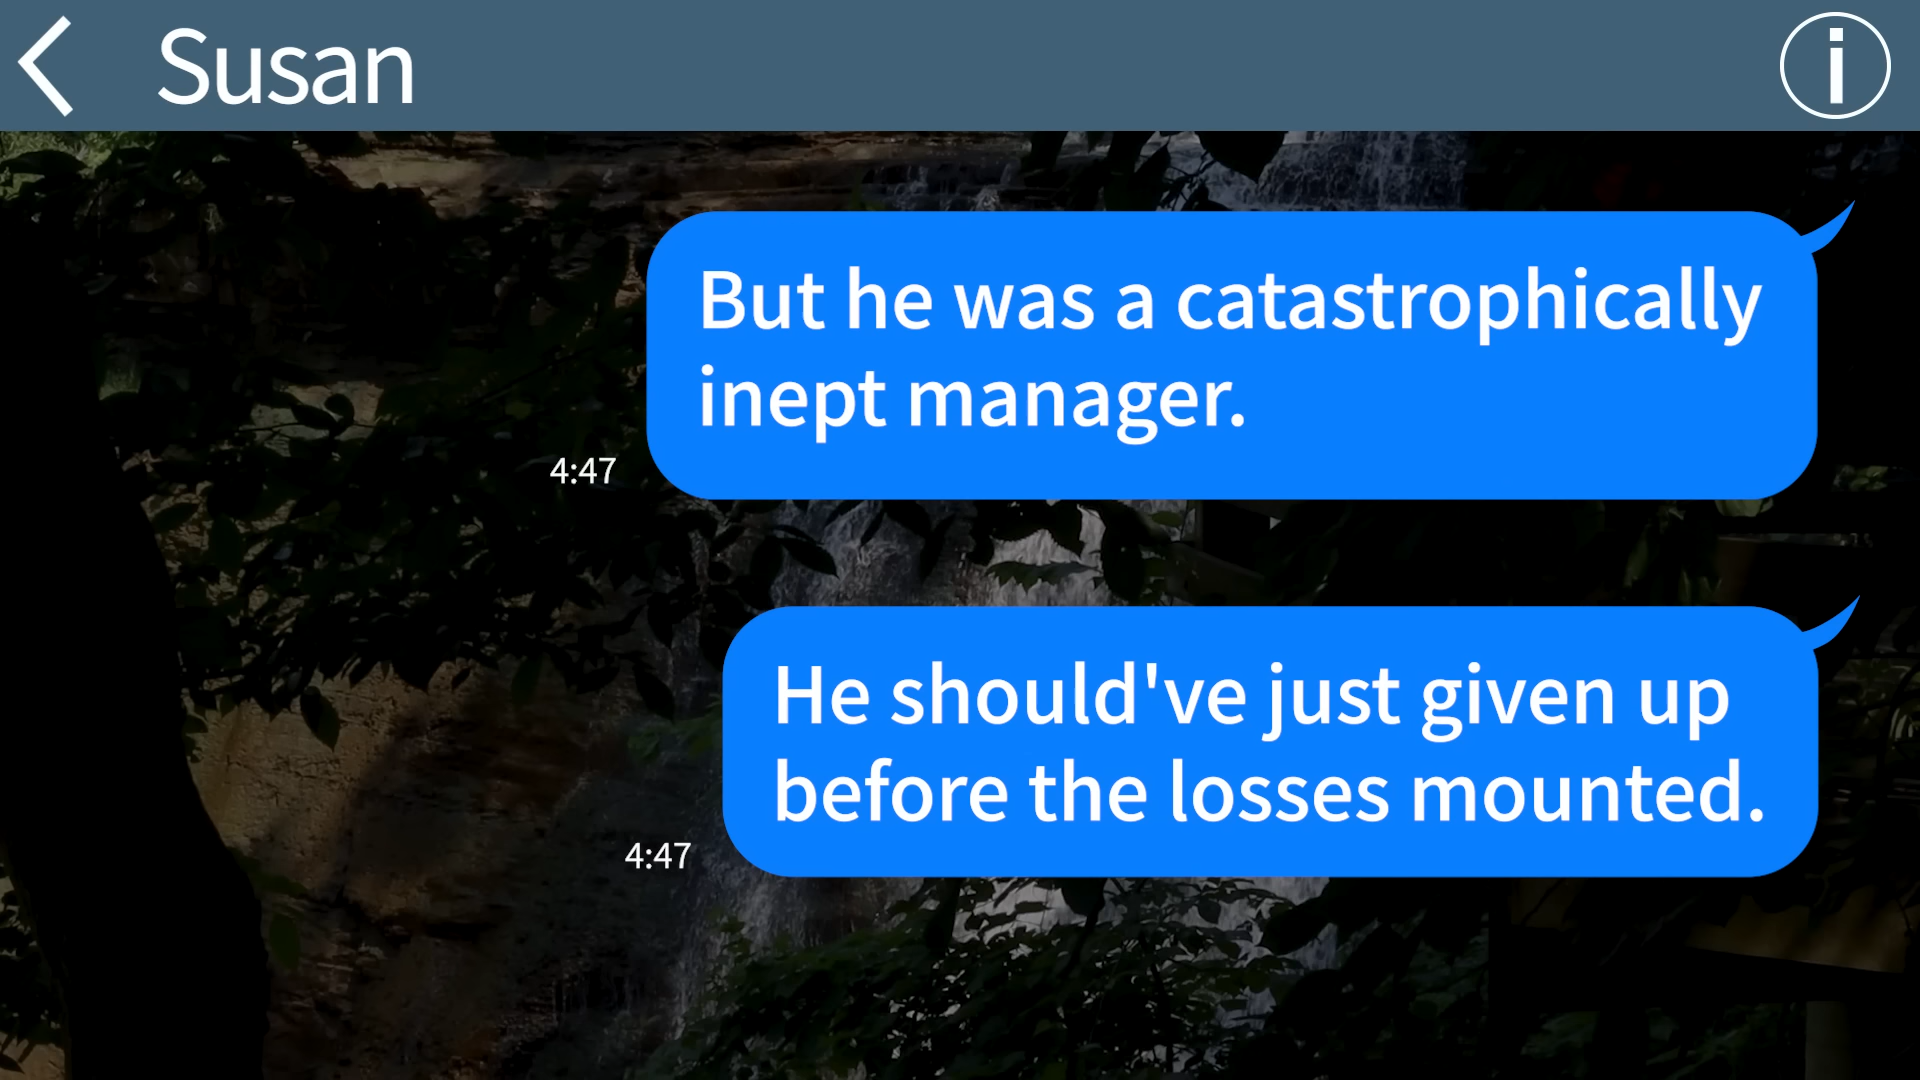 Susan
But he was a catastrophically
inept manager.
4:47
He should've just given up
before the losses mounted.
4:47